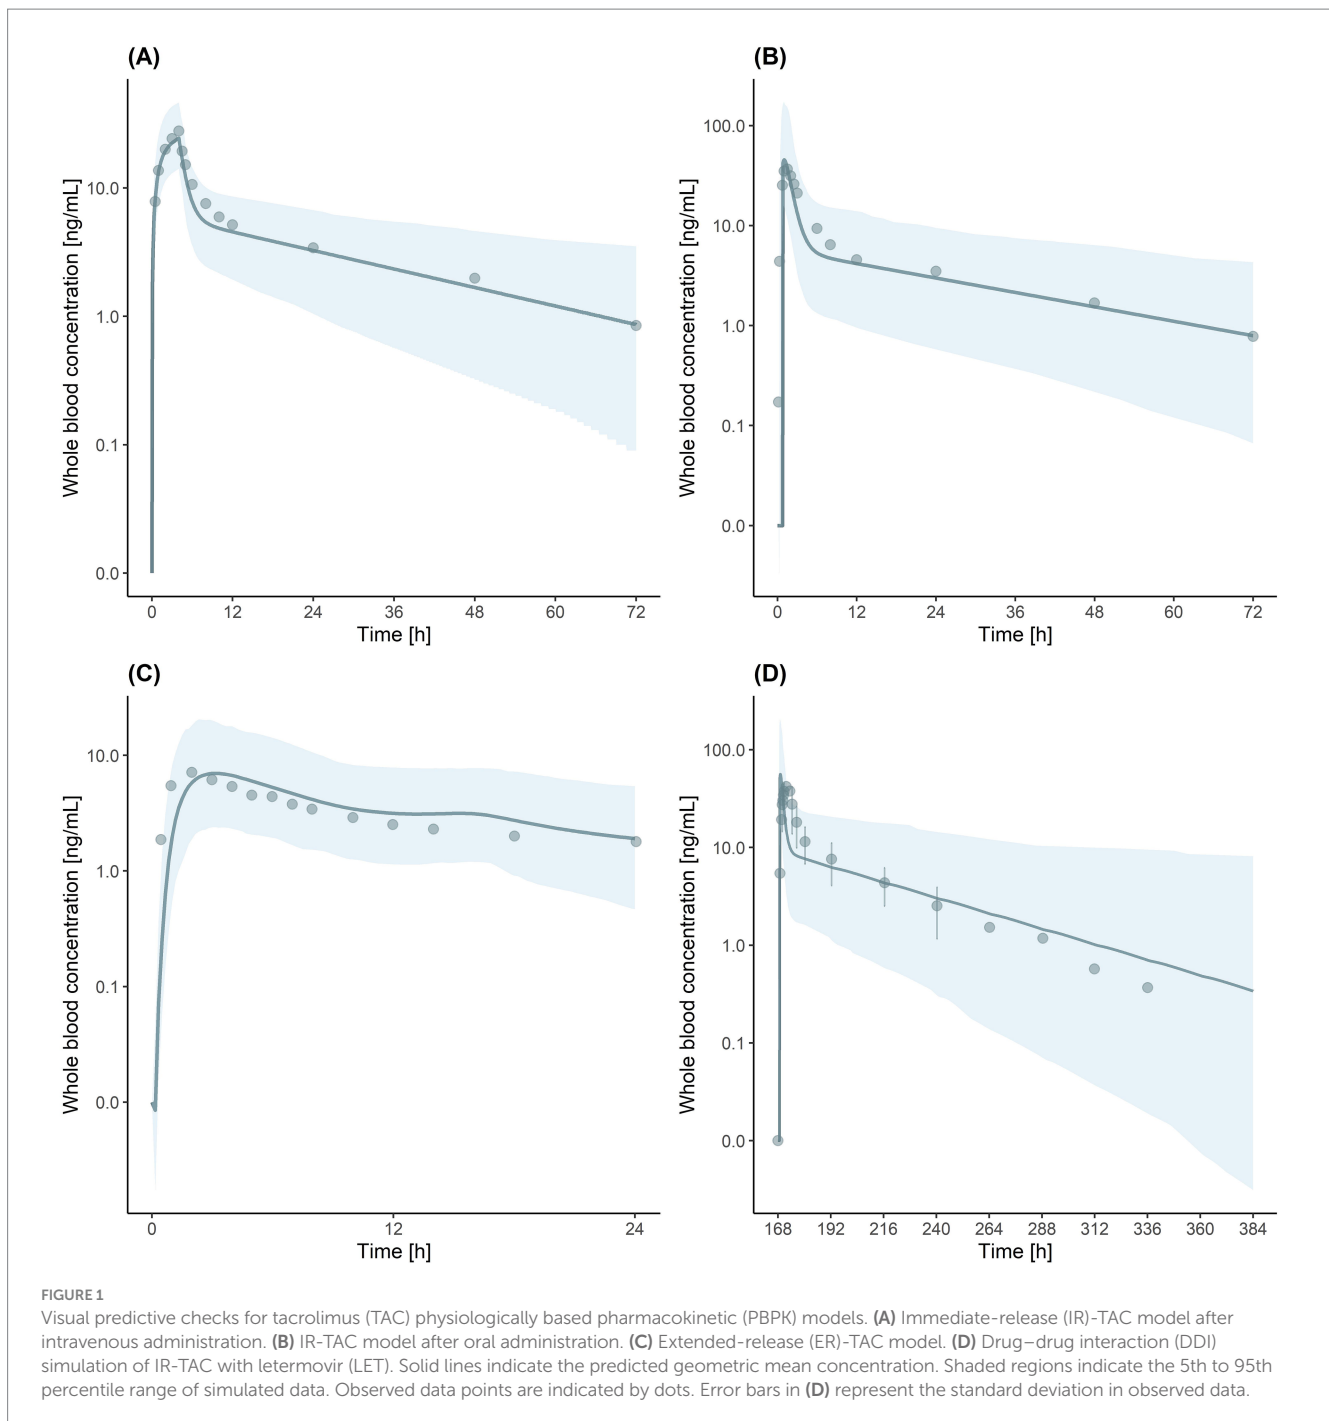 (A)
Whole blood concentration [ng/mL]
10.0
1.0
0.1
0.0
0 12 24 36 48 60 72
Time [h]
(B)
Whole blood concentration [ng/mL]
100.0
10.0
1.0
0.1
0.0
0 12 24 36 48 60 72
Time [h]
(C)
Whole blood concentration [ng/mL]
10.0
1.0
0.1
0.0
0 12 24
Time [h]
(D)
Whole blood concentration [ng/mL]
100.0
10.0
1.0
0.1
0.0
168 192 216 240 264 288 312 336 360 384
Time [h]
FIGURE 1
Visual predictive checks for tacrolimus (TAC) physiologically based pharmacokinetic (PBPK) models. (A) Immediate-release (IR)-TAC model after
intravenous administration. (B) IR-TAC model after oral administration. (C) Extended-release (ER)-TAC model. (D) Drug–drug interaction (DDI)
simulation of IR-TAC with letermovir (LET). Solid lines indicate the predicted geometric mean concentration. Shaded regions indicate the 5th to 95th
percentile range of simulated data. Observed data points are indicated by dots. Error bars in (D) represent the standard deviation in observed data.